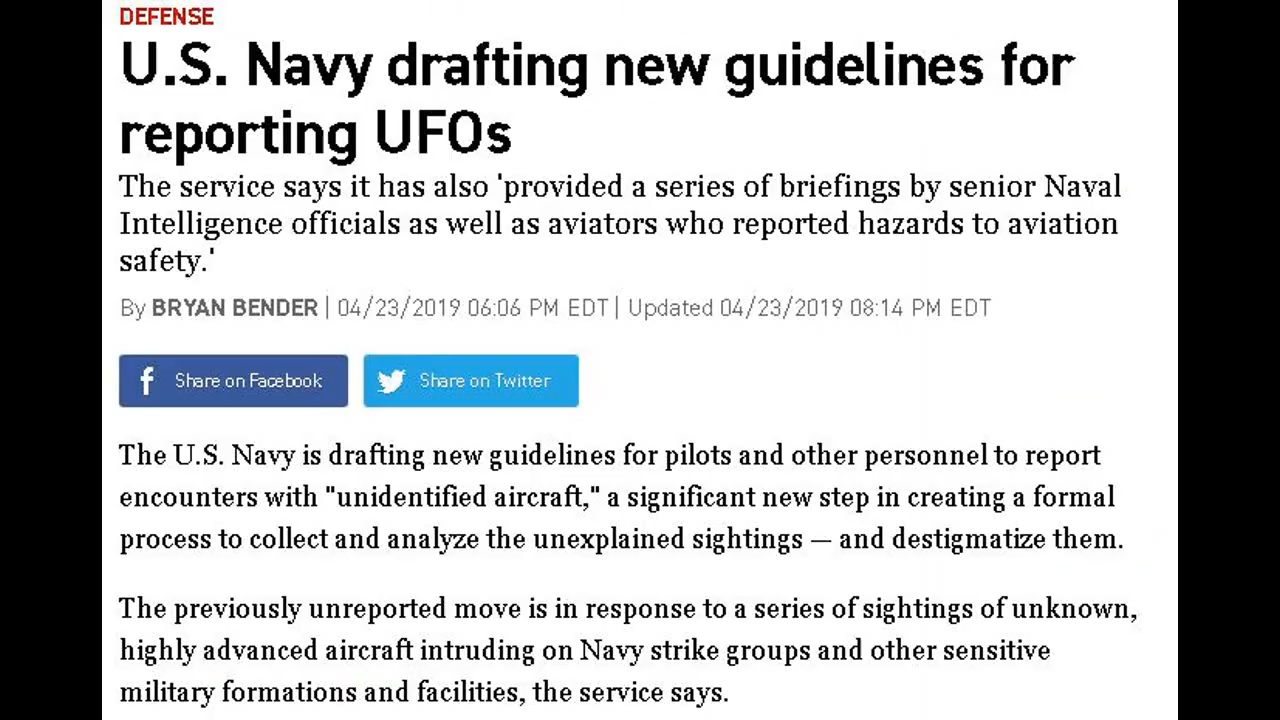 DEFENSE
U.S. Navy drafting new guidelines for
reporting UFOs
The service says it has also 'provided a series of briefings by senior Naval
Intelligence officials as well as aviators who reported hazards to aviation
safety.'
By BRYAN BENDER | 04/23/2019 06:06 PM EDT | Updated 04/23/2019 08:14 PM EDT
Share on Facebook Share on Twitter
The U.S. Navy is drafting new guidelines for pilots and other personnel to report
encounters with "unidentified aircraft," a significant new step in creating a formal
process to collect and analyze the unexplained sightings — and destigmatize them.
The previously unreported move is in response to a series of sightings of unknown,
highly advanced aircraft intruding on Navy strike groups and other sensitive
military formations and facilities, the service says.